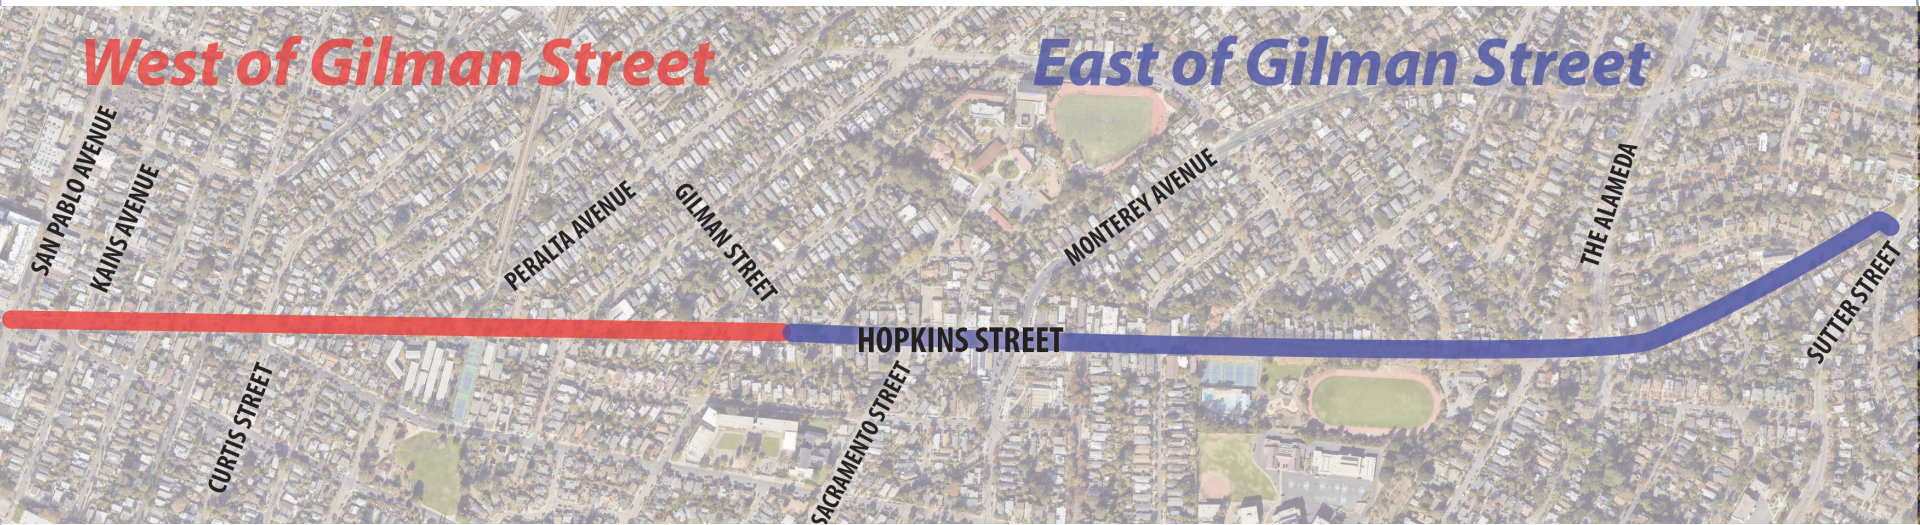 West of Gilman Street
East of Gilman Street
SAN PABLO AVENUE
KAINS AVENUE
PERALTA AVENUE
GILMAN STREET
MONTEREY AVENUE
THE ALAMEDA
HOPKINS STREET
SUTTER STREET
CURTIS STREET
SACRAMENTO STREET